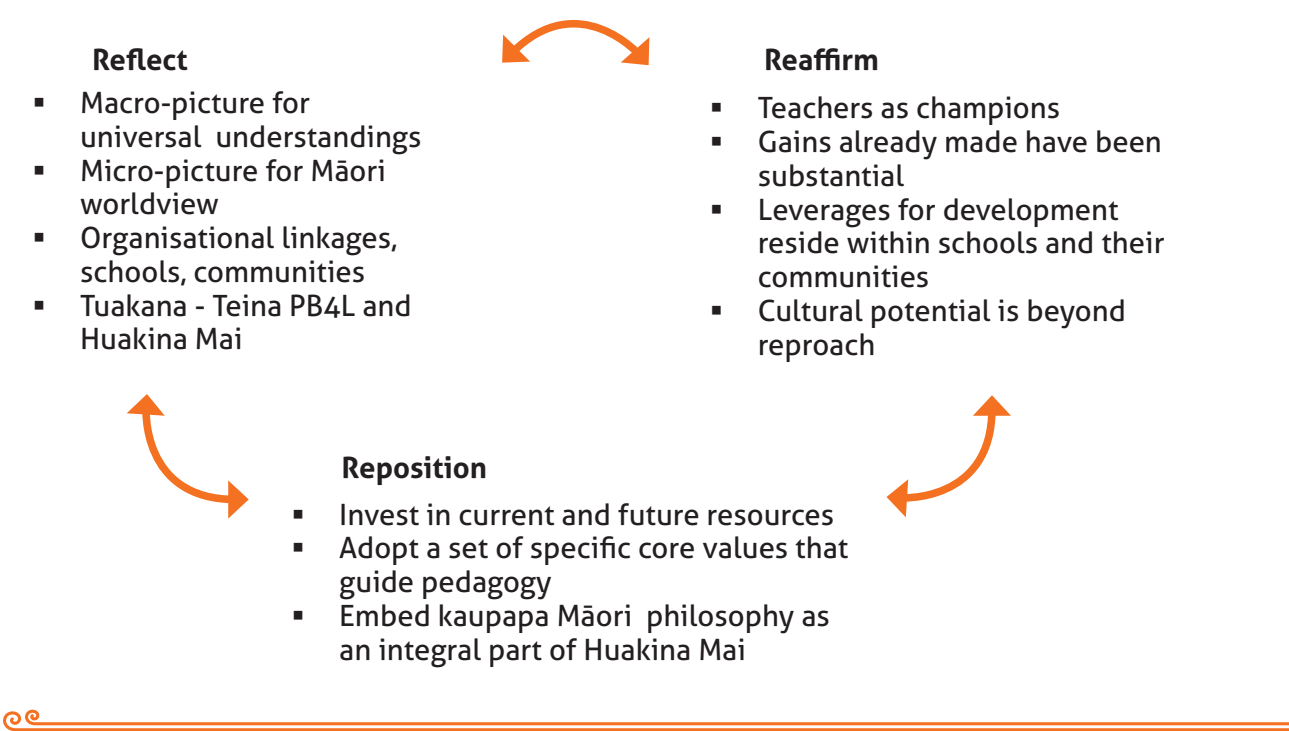 Reflect
▪ Macro-picture for
universal understandings
▪ Micro-picture for Māori
worldview
▪ Organisational linkages,
schools, communities
▪ Tuakana - Teina PB4L and
Huakina Mai
Reaffirm
▪ Teachers as champions
▪ Gains already made have been
substantial
▪ Leverages for development
reside within schools and their
communities
▪ Cultural potential is beyond
reproach
Reposition
▪ Invest in current and future resources
▪ Adopt a set of specific core values that
guide pedagogy
▪ Embed kaupapa Māori philosophy as
an integral part of Huakina Mai